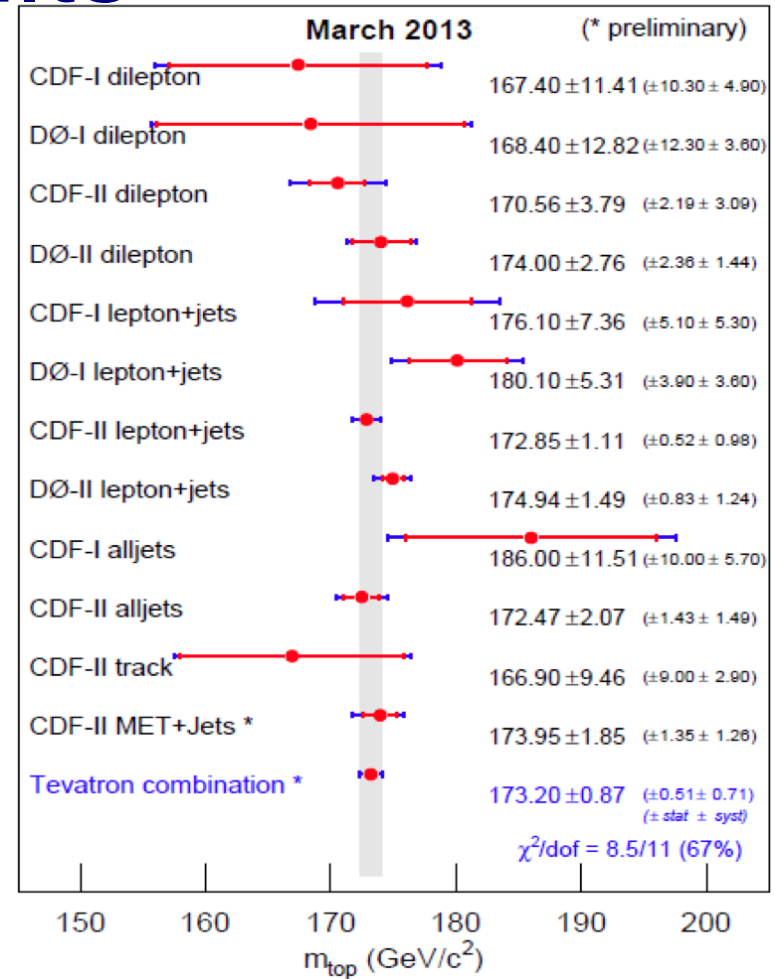 March 2013 (* preliminary)
CDF-I dilepton 167.40 ±11.41 (±10.30 ± 4.90)
DØ-I dilepton 168.40 ±12.82 (±12.30 ± 3.60)
CDF-II dilepton 170.56 ±3.79 (±2.19 ± 3.09)
DØ-II dilepton 174.00 ±2.76 (±2.36 ± 1.44)
CDF-I lepton+jets 176.10 ±7.36 (±5.10 ± 5.30)
DØ-I lepton+jets 180.10 ±5.31 (±3.90 ± 3.60)
CDF-II lepton+jets 172.85 ±1.11 (±0.52 ± 0.98)
DØ-II lepton+jets 174.94 ±1.49 (±0.83 ± 1.24)
CDF-I alljets 186.00 ±11.51 (±10.00 ± 5.70)
CDF-II alljets 172.47 ±2.07 (±1.43 ± 1.49)
CDF-II track 166.90 ±9.46 (±9.00 ± 2.90)
CDF-II MET+Jets * 173.95 ±1.85 (±1.35 ± 1.26)
Tevatron combination * 173.20 ±0.87 (±0.51 ± 0.71)
(± stat ± syst)
χ²/dof = 8.5/11 (67%)
150 160 170 180 190 200
m_top (GeV/c²)